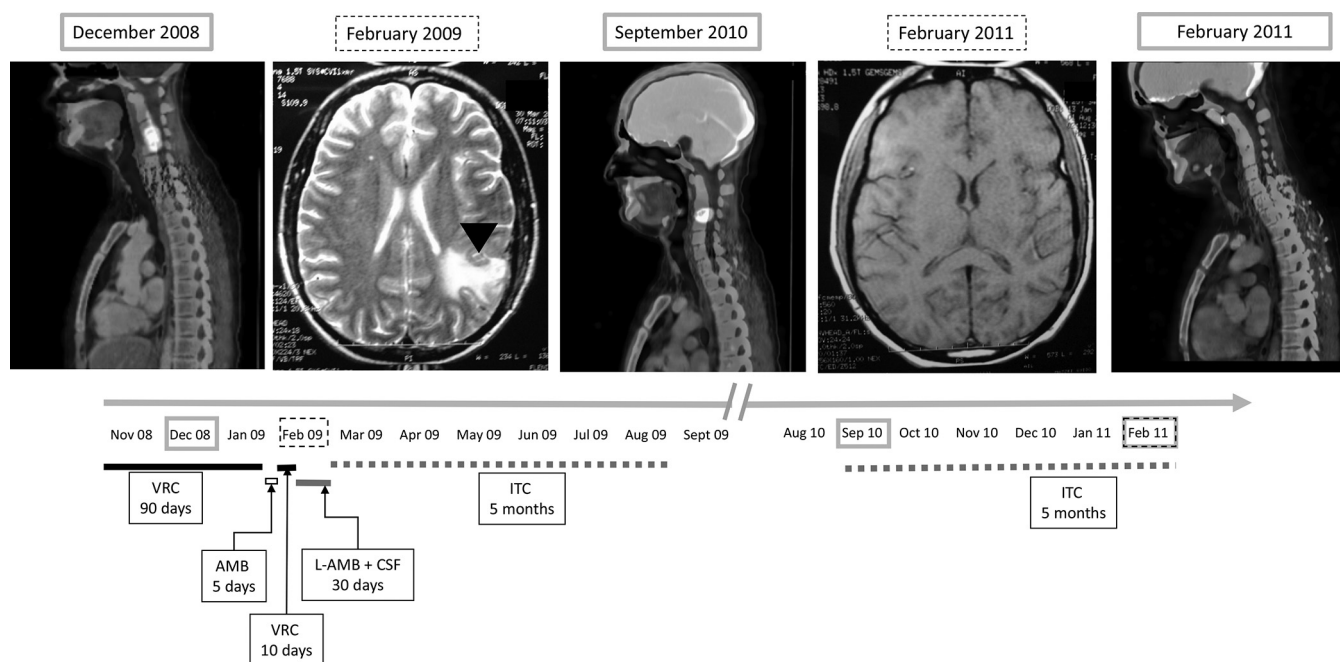 December 2008
February 2009
September 2010
February 2011
February 2011
Nov 08
Dec 08
Jan 09
Feb 09
Mar 09
Apr 09
May 09
Jun 09
Jul 09
Aug 09
Sept 09
Aug 10
Sep 10
Oct 10
Nov 10
Dec 10
Jan 11
Feb 11
VRC
90 days
ITC
5 months
ITC
5 months
AMB
5 days
L-AMB + CSF
30 days
VRC
10 days